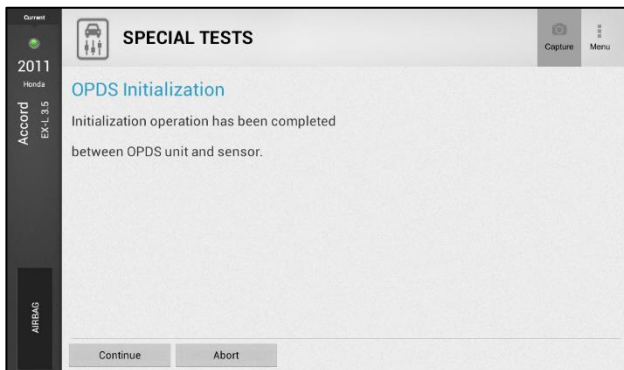 Current
2011
Honda
Accord
EX-L 3.5
AIRBAG
SPECIAL TESTS
Capture
Menu
OPDS Initialization
Initialization operation has been completed
between OPDS unit and sensor.
Continue
Abort